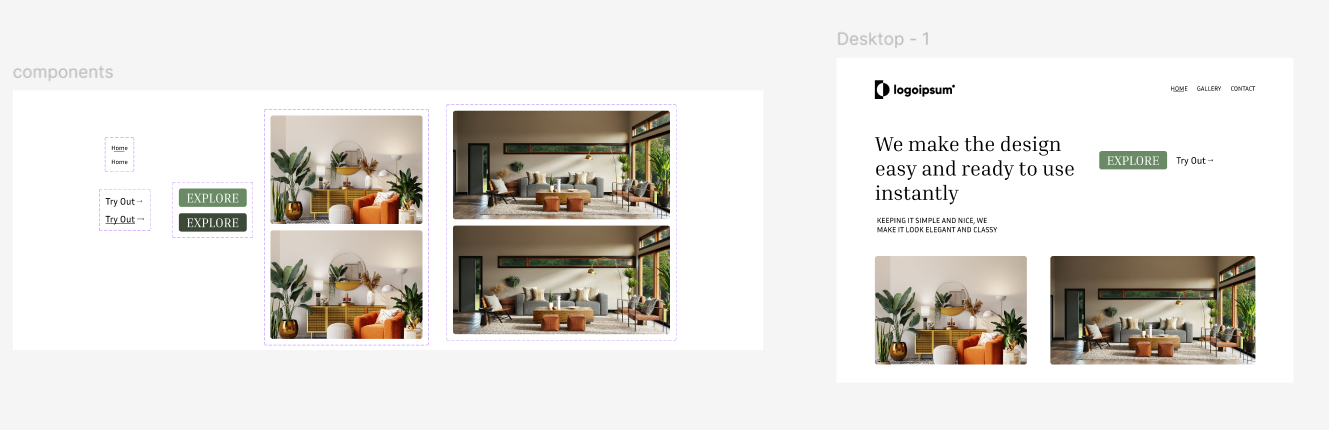 components
Home
Home
Try Out→
Try Out →
EXPLORE
EXPLORE
Desktop - 1
logoipsum
HOME GALLERY CONTACT
We make the design
easy and ready to use
instantly
EXPLORE Try Out→
KEEPING IT SIMPLE AND NICE, WE
MAKE IT LOOK ELEGANT AND CLASSY